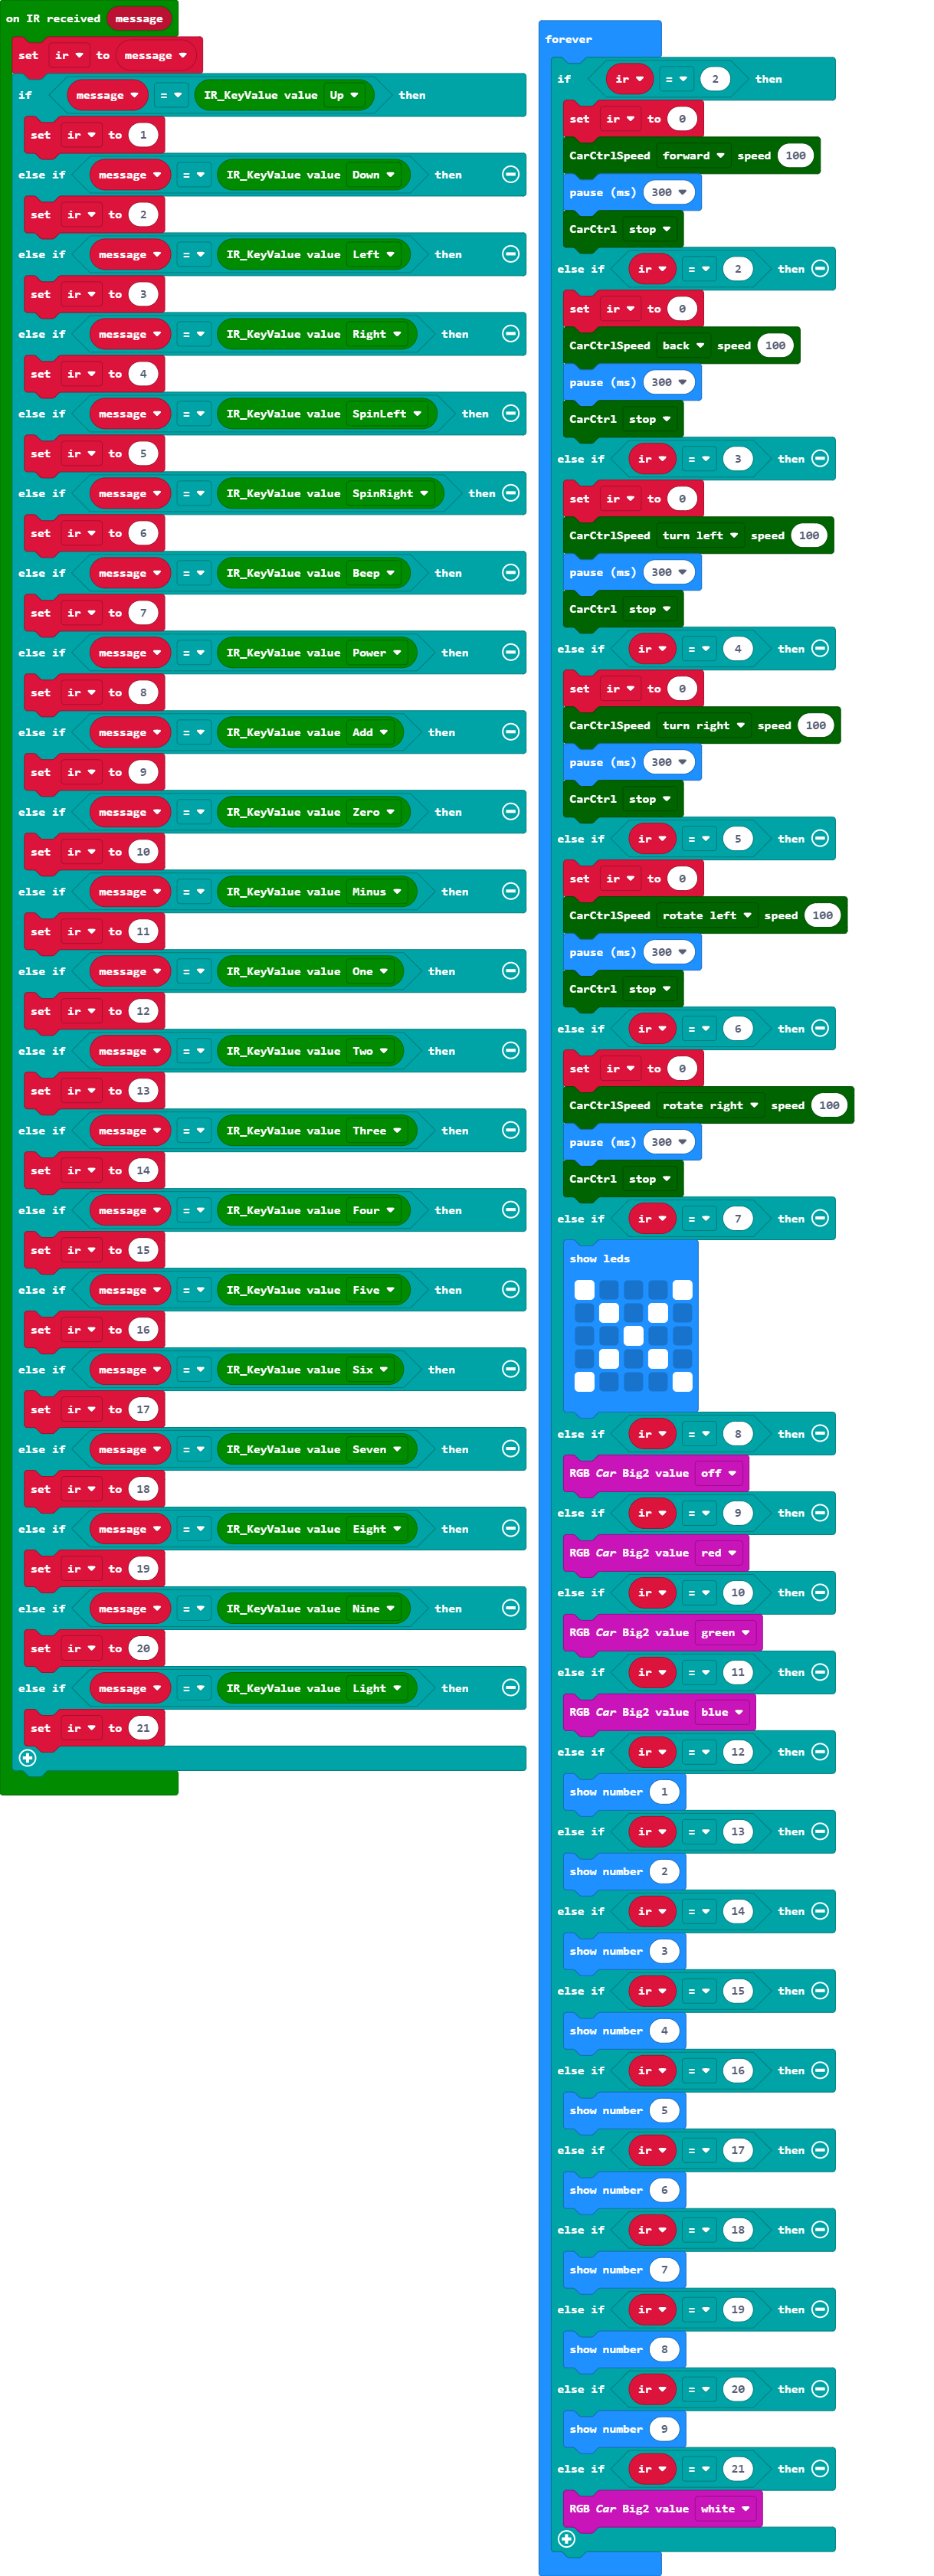 on IR received message
set ir to message
if message = IR_KeyValue value Up then
set ir to 1
else if message = IR_KeyValue value Down then
set ir to 2
else if message = IR_KeyValue value Left then
set ir to 3
else if message = IR_KeyValue value Right then
set ir to 4
else if message = IR_KeyValue value SpinLeft then
set ir to 5
else if message = IR_KeyValue value SpinRight then
set ir to 6
else if message = IR_KeyValue value Beep then
set ir to 7
else if message = IR_KeyValue value Power then
set ir to 8
else if message = IR_KeyValue value Add then
set ir to 9
else if message = IR_KeyValue value Zero then
set ir to 10
else if message = IR_KeyValue value Minus then
set ir to 11
else if message = IR_KeyValue value One then
set ir to 12
else if message = IR_KeyValue value Two then
set ir to 13
else if message = IR_KeyValue value Three then
set ir to 14
else if message = IR_KeyValue value Four then
set ir to 15
else if message = IR_KeyValue value Five then
set ir to 16
else if message = IR_KeyValue value Six then
set ir to 17
else if message = IR_KeyValue value Seven then
set ir to 18
else if message = IR_KeyValue value Eight then
set ir to 19
else if message = IR_KeyValue value Nine then
set ir to 20
else if message = IR_KeyValue value Light then
set ir to 21
forever
if ir = 2 then
set ir to 0
CarCtrlSpeed forward speed 100
pause (ms) 300
CarCtrl stop
else if ir = 2 then
set ir to 0
CarCtrlSpeed back speed 100
pause (ms) 300
CarCtrl stop
else if ir = 3 then
set ir to 0
CarCtrlSpeed turn left speed 100
pause (ms) 300
CarCtrl stop
else if ir = 4 then
set ir to 0
CarCtrlSpeed turn right speed 100
pause (ms) 300
CarCtrl stop
else if ir = 5 then
set ir to 0
CarCtrlSpeed rotate left speed 100
pause (ms) 300
CarCtrl stop
else if ir = 6 then
set ir to 0
CarCtrlSpeed rotate right speed 100
pause (ms) 300
CarCtrl stop
else if ir = 7 then
show leds
else if ir = 8 then
RGB Car Big2 value off
else if ir = 9 then
RGB Car Big2 value red
else if ir = 10 then
RGB Car Big2 value green
else if ir = 11 then
RGB Car Big2 value blue
else if ir = 12 then
show number 1
else if ir = 13 then
show number 2
else if ir = 14 then
show number 3
else if ir = 15 then
show number 4
else if ir = 16 then
show number 5
else if ir = 17 then
show number 6
else if ir = 18 then
show number 7
else if ir = 19 then
show number 8
else if ir = 20 then
show number 9
else if ir = 21 then
RGB Car Big2 value white